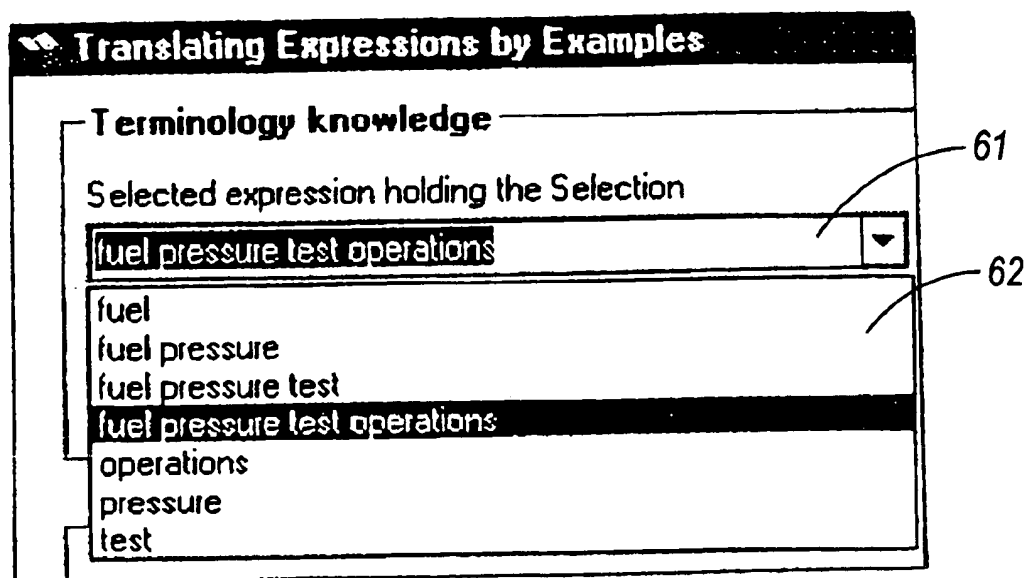 Translating Expressions by Examples
Terminology knowledge
61
Selected expression holding the Selection
fuel pressure test operations
62
fuel
fuel pressure
fuel pressure test
fuel pressure test operations
operations
pressure
test